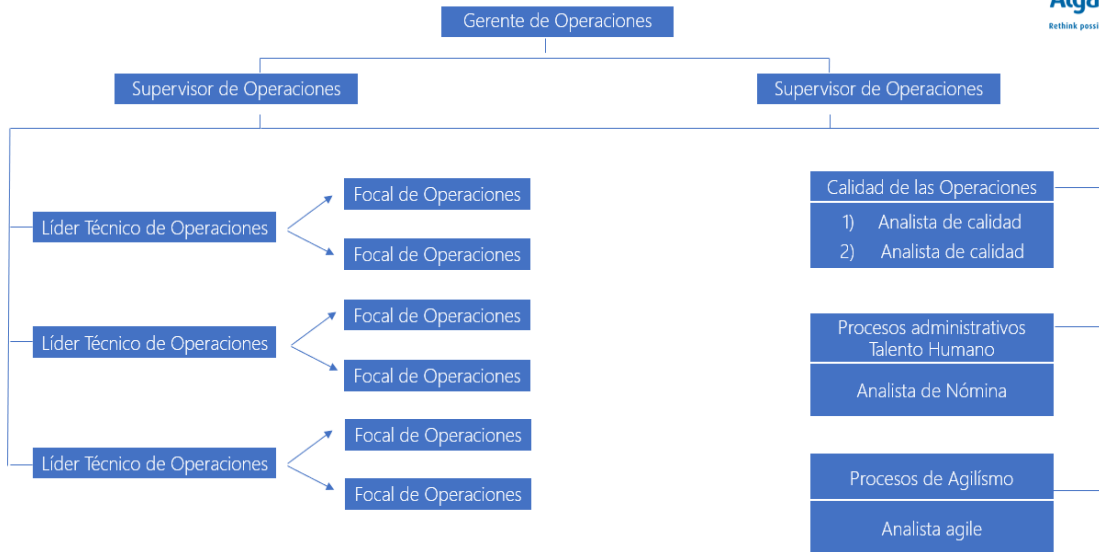 Gerente de Operaciones
Rethink
Supervisor de Operaciones
Supervisor de Operaciones
Líder Técnico de Operaciones
Focal de Operaciones
Focal de Operaciones
Líder Técnico de Operaciones
Focal de Operaciones
Focal de Operaciones
Líder Técnico de Operaciones
Focal de Operaciones
Focal de Operaciones
Calidad de las Operaciones
1) Analista de calidad
2) Analista de calidad
Procesos administrativos
Talento Humano
Analista de Nómina
Procesos de Agilísmo
Analista agile